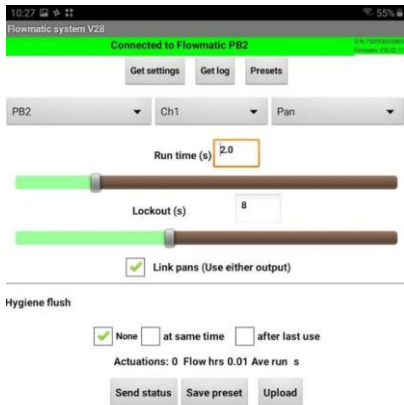 10:27 55%
Flowmatic system V28
Connected to Flowmatic PB2
Get settings Get log Presets
PB2 Ch1 Pan
Run time (s) 2.0
Lockout (s) 8
Link pans (Use either output)
Hygiene flush
None at same time after last use
Actuations: 0 Flow hrs 0.01 Ave run s
Send status Save preset Upload